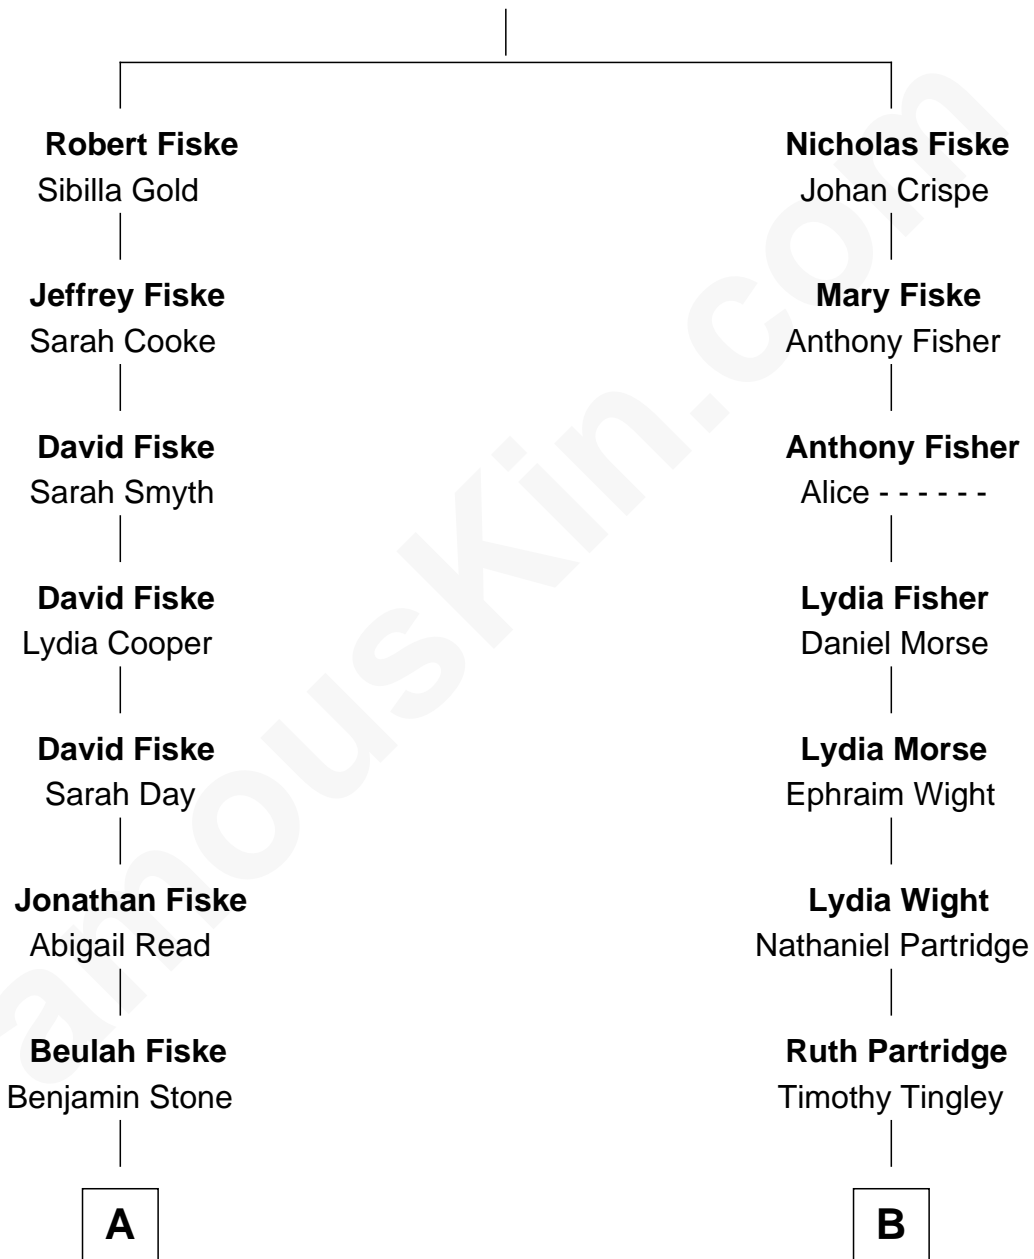 Robert Fiske
Sibilla Gold
Jeffrey Fiske
Sarah Cooke
David Fiske
Sarah Smyth
David Fiske
Lydia Cooper
David Fiske
Sarah Day
Jonathan Fiske
Abigail Read
Beulah Fiske
Benjamin Stone
A
Nicholas Fiske
Johan Crispe
Mary Fiske
Anthony Fisher
Anthony Fisher
Alice - - - - - -
Lydia Fisher
Daniel Morse
Lydia Morse
Ephraim Wight
Lydia Wight
Nathaniel Partridge
Ruth Partridge
Timothy Tingley
B
amousKin.com